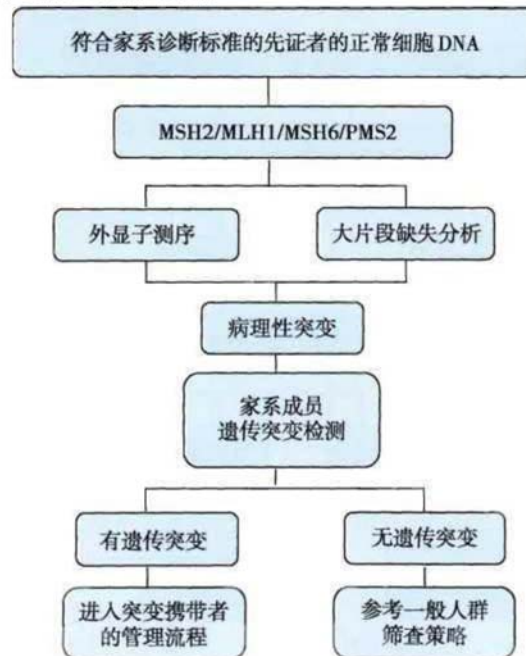 符合家系诊断标准的先证者的正常细胞DNA
MSH2/MLH1/MSH6/PMS2
外显子测序
大片段缺失分析
病理性突变
家系成员
遗传突变检测
有遗传突变
无遗传突变
进入突变携带者
的管理流程
参考一般人群
筛查策略